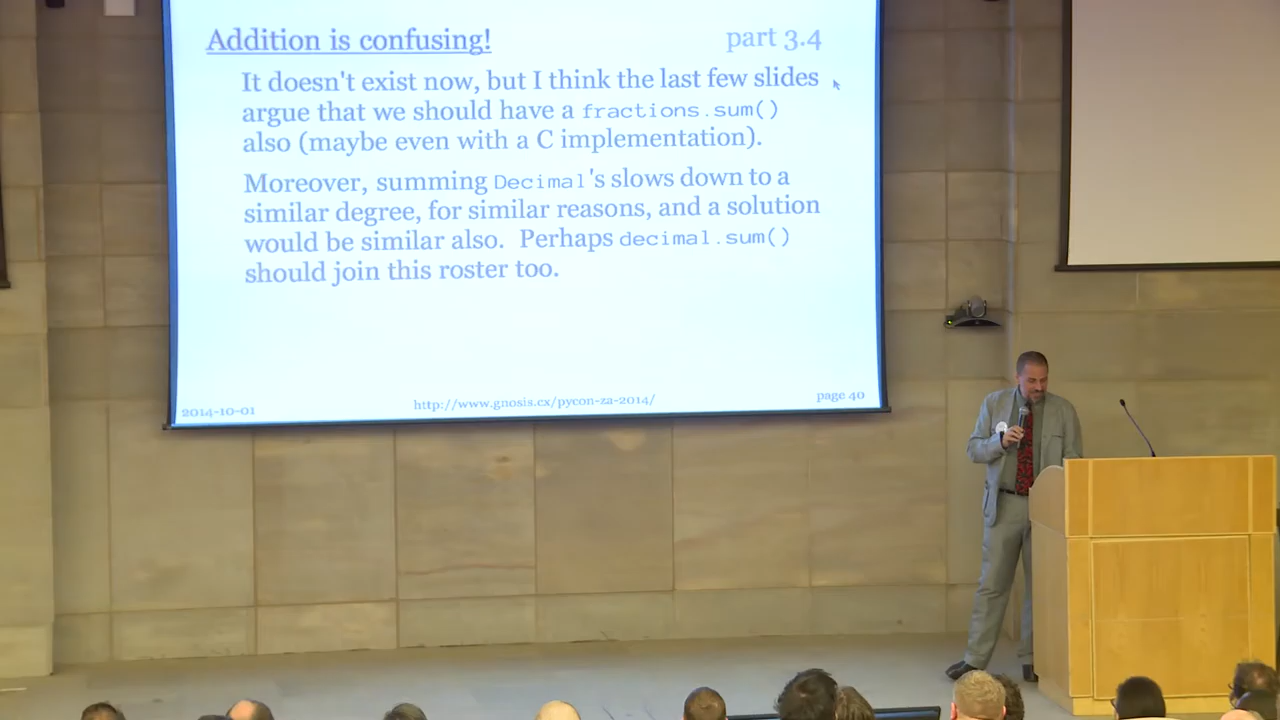 Addition is confusing! part 3.4
It doesn't exist now, but I think the last few slides
argue that we should have a fractions.sum()
also (maybe even with a C implementation).
Moreover, summing Decimal's slows down to a
similar degree, for similar reasons, and a solution
would be similar also. Perhaps decimal.sum()
should join this roster too.
2014-10-01 http://www.gnosis.cx/pycon-za-2014/ page 40